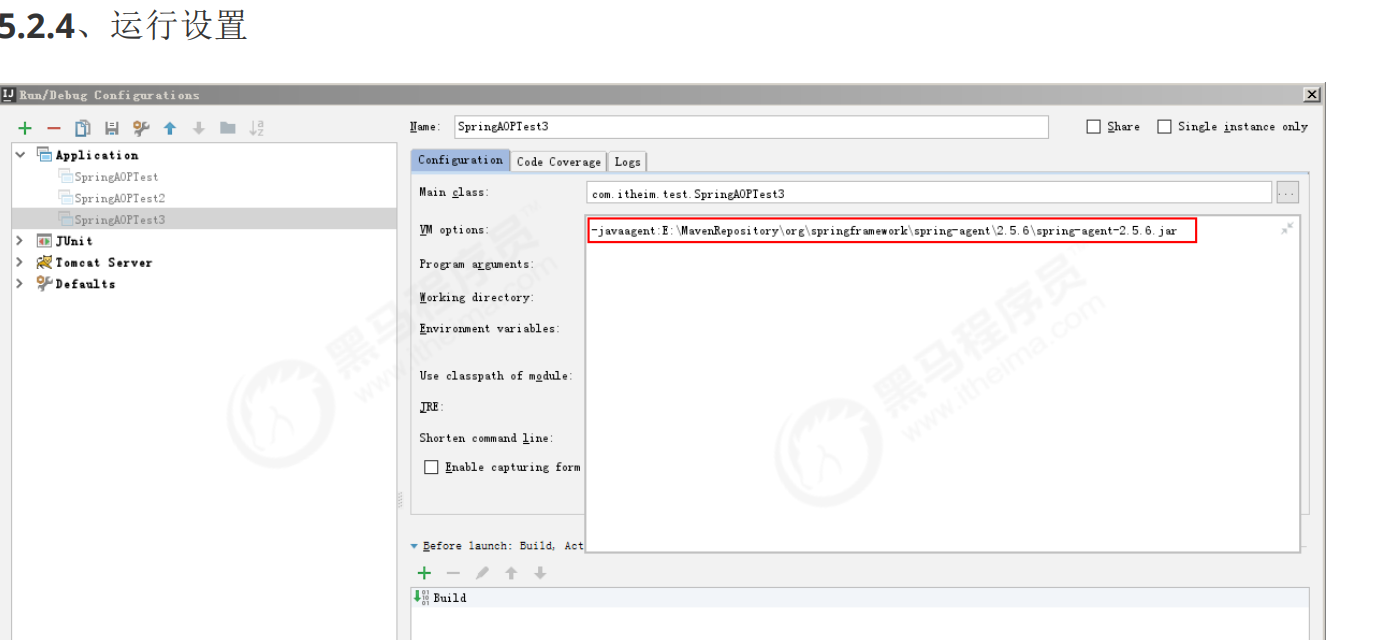 5.2.4、运行设置
Run/Debug Configurations
Name: SpringAOPTest3
Share
Single instance only
Application
SpringAOPTest
SpringAOPTest2
SpringAOPTest3
JUnit
Tomcat Server
Defaults
Configuration Code Coverage Logs
Main class: com.itheim.test.SpringAOPTest3
VM options: -javaagent:E:\MavenRepository\org\springframework\spring-agent\2.5.6\spring-agent-2.5.6.jar
Program arguments:
Working directory:
Environment variables:
Use classpath of module:
JRE:
Shorten command line:
Enable capturing form
Before launch: Build, Act
Build
黑马程序员
www.itheima.com
黑马程序员
www.itheima.com